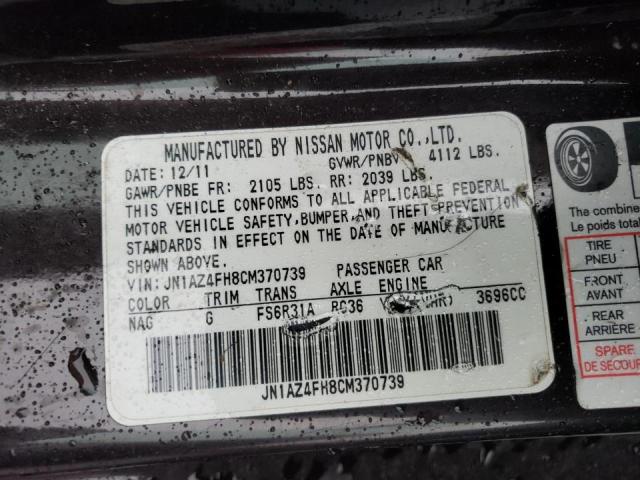 MANUFACTURED BY NISSAN MOTOR CO.,LTD.
DATE: 12/11 GVWR/PNBV 4112 LBS.
GAWR/PNBE FR: 2105 LBS. RR: 2039 LBS.
THIS VEHICLE CONFORMS TO ALL APPLICABLE FEDERAL
MOTOR VEHICLE SAFETY,BUMPER,AND THEFT PREVENTION
STANDARDS IN EFFECT ON THE DATE OF MANUFACTURE
SHOWN ABOVE.
VIN: JN1AZ4FH8CM370739 PASSENGER CAR
COLOR TRIM TRANS AXLE ENGINE
NAG G FS6R31A RC36 3696CC
JN1AZ4FH8CM370739
The combine
Le poids total
TIRE
PNEU
FRONT
AVANT
REAR
ARRIÈRE
SPARE
DE SECOUR